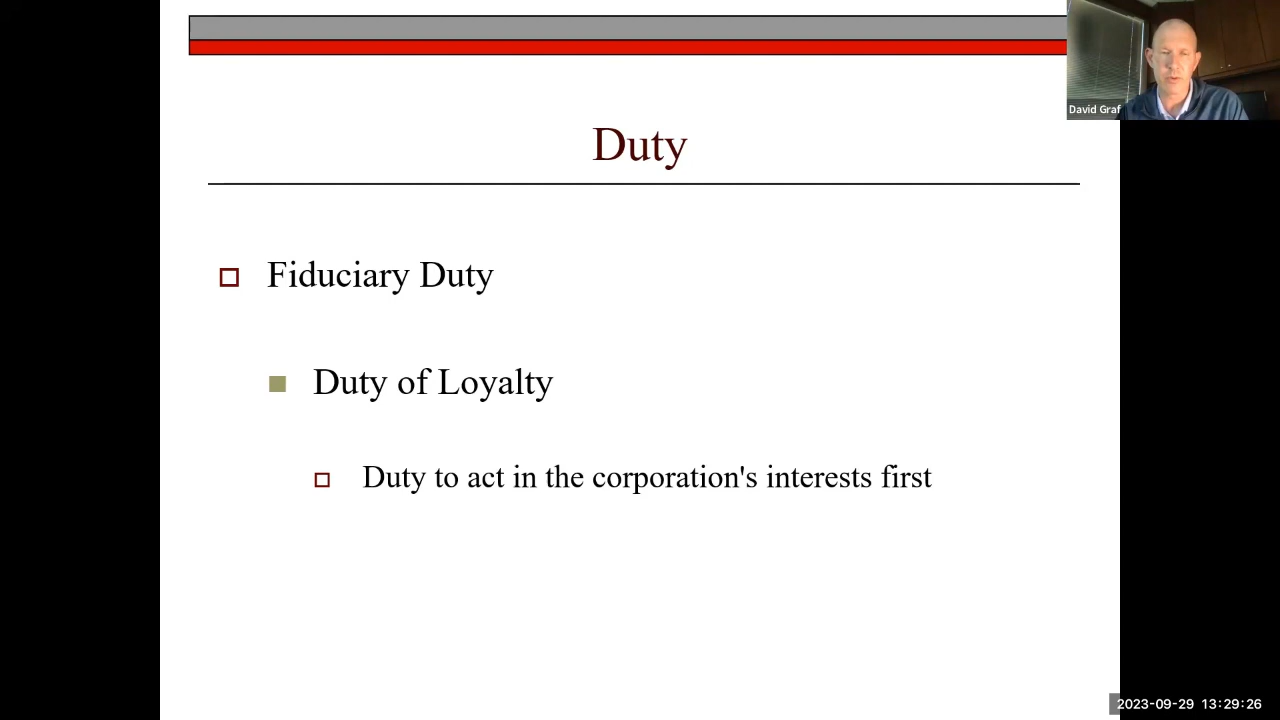 Duty
Fiduciary Duty
Duty of Loyalty
Duty to act in the corporation's interests first
David Graf
2023-09-29 13:29:26